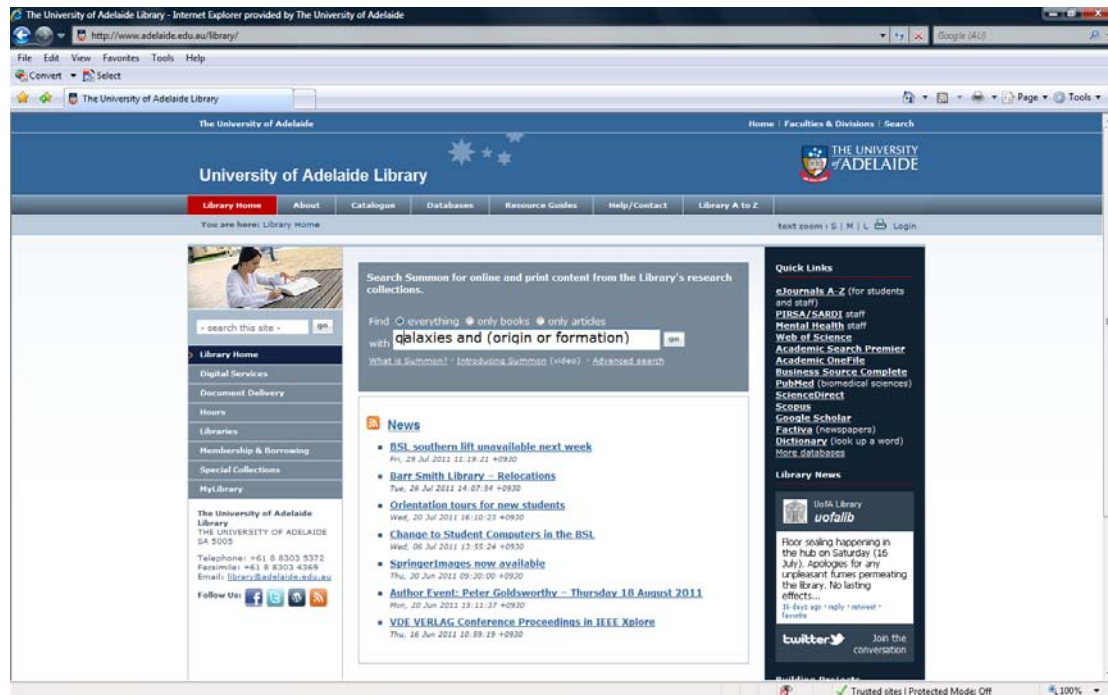 The University of Adelaide Library - Internet Explorer provided by The University of Adelaide
http://www.adelaide.edu.au/library/
Google (AU)
File Edit View Favorites Tools Help
Convert Select
The University of Adelaide Library
Page Tools
The University of Adelaide
Home | Faculties & Divisions | Search
University of Adelaide Library
THE UNIVERSITY
of ADELAIDE
Library Home About Catalogue Databases Resource Guides Help/Contact Library A to Z
You are here: Library Home
text zoom : S | M | L Login
- search this site - go
Library Home
Digital Services
Document Delivery
Hours
Libraries
Membership & Borrowing
Special Collections
MyLibrary
The University of Adelaide
Library
THE UNIVERSITY OF ADELAIDE
SA 5005
Telephone: +61 8 8303 5372
Facsimile: +61 8 8303 4369
Email: library@adelaide.edu.au
Follow Us:
Search Summon for online and print content from the Library's research
collections.
Find everything only books only articles
with galaxies and (origin or formation) go
What is Summon? · Introducing Summon (video) · Advanced search
News
BSL southern lift unavailable next week
Fri, 29 Jul 2011 11:19:21 +0930
Barr Smith Library – Relocations
Tue, 26 Jul 2011 14:07:54 +0930
Orientation tours for new students
Wed, 20 Jul 2011 16:10:23 +0930
Change to Student Computers in the BSL
Wed, 06 Jul 2011 13:55:24 +0930
SpringerImages now available
Thu, 30 Jun 2011 09:30:00 +0930
Author Event: Peter Goldsworthy – Thursday 18 August 2011
Mon, 20 Jun 2011 15:11:37 +0930
VDE VERLAG Conference Proceedings in IEEE Xplore
Thu, 16 Jun 2011 10:59:19 +0930
Quick Links
eJournals A-Z (for students
and staff)
PIRSA/SARDI staff
Mental Health staff
Web of Science
Academic Search Premier
Academic OneFile
Business Source Complete
PubMed (biomedical sciences)
ScienceDirect
Scopus
Google Scholar
Factiva (newspapers)
Dictionary (look up a word)
More databases
Library News
UofA Library
uofalib
Floor sealing happening in
the hub on Saturday (16
July). Apologies for any
unpleasant fumes permeating
the library. No lasting
effects...
16 days ago · reply · retweet ·
favorite
twitter
Join the
conversation
Building Projects
Trusted sites | Protected Mode: Off 100%